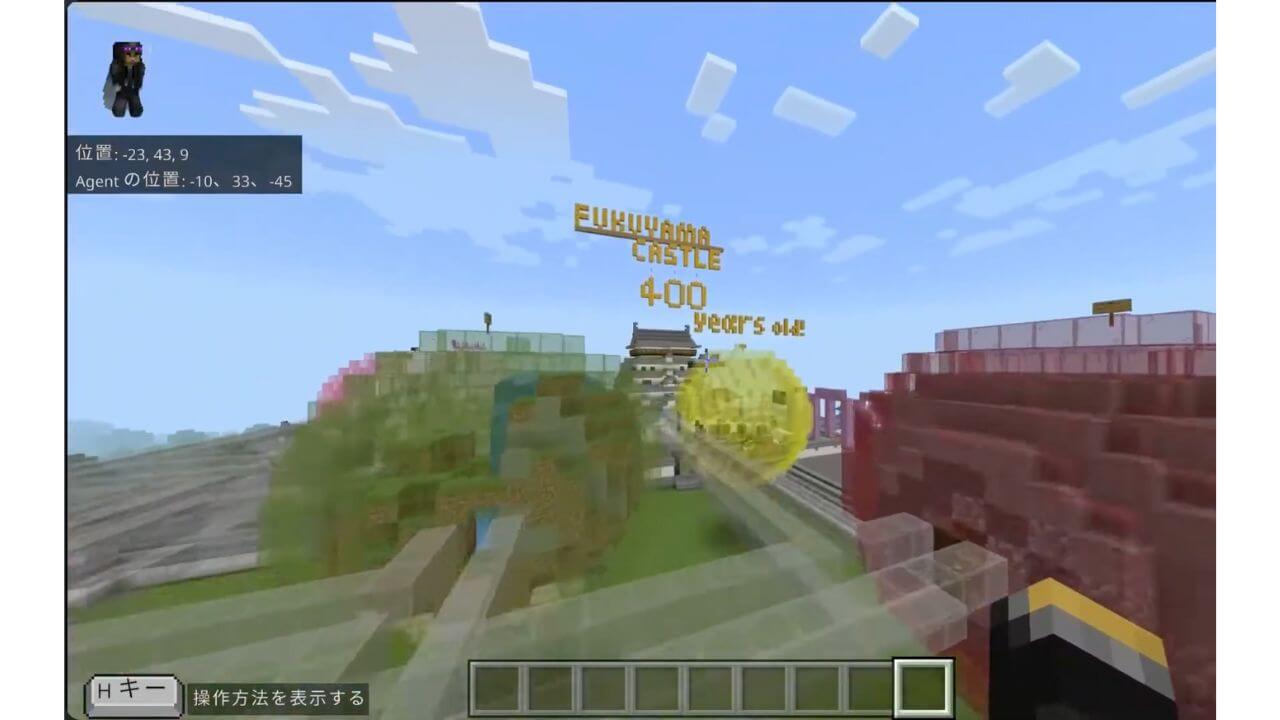 位置: -23, 43, 9
Agent の位置: -10、 33、 -45
FUKUYAMA
CASTLE
400
years old!
H キー
操作方法を表示する